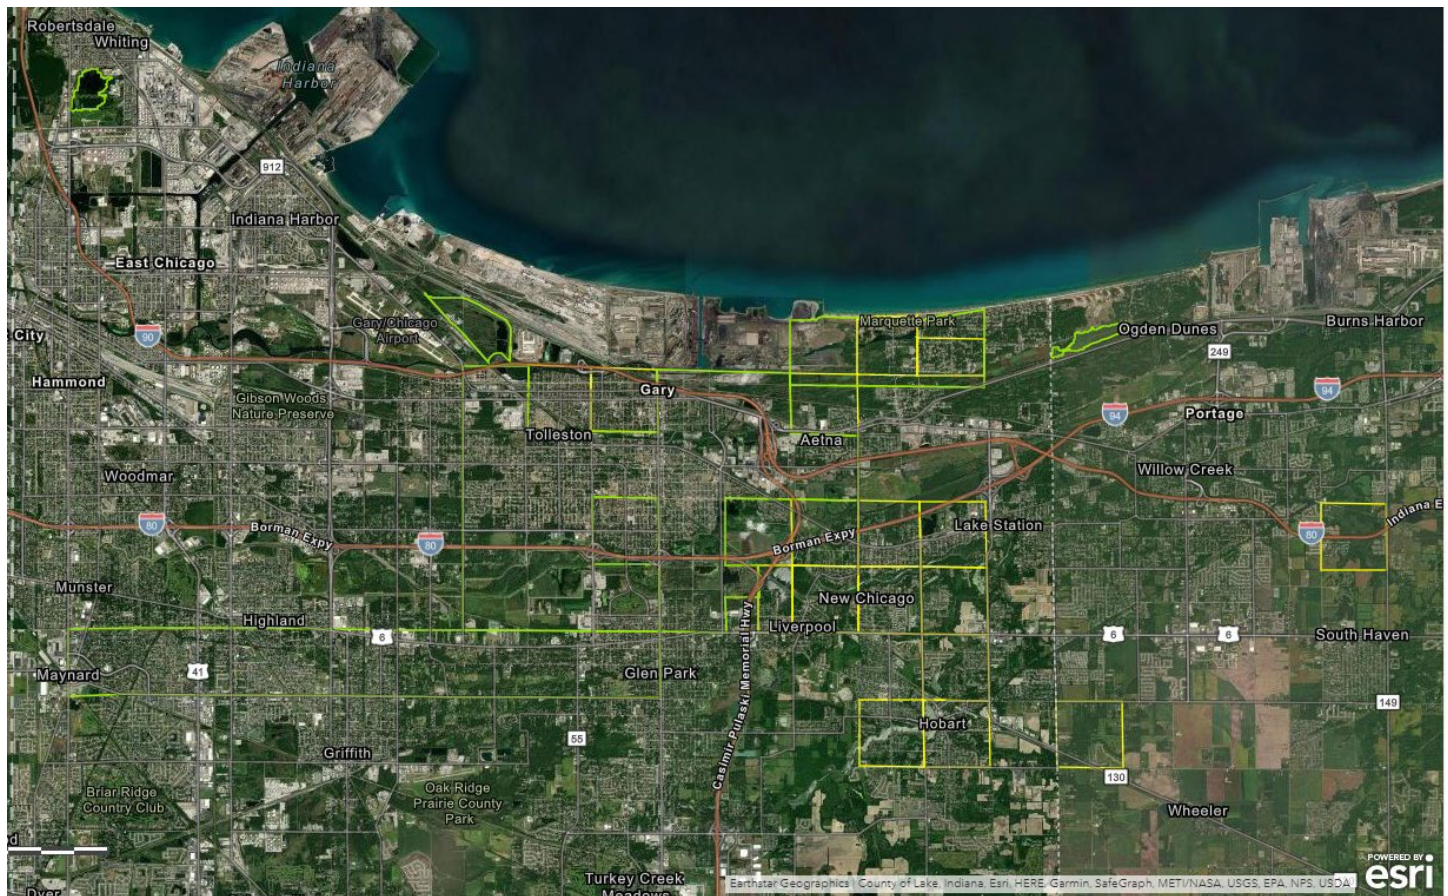 Robertsdale
Whiting
Indiana
Harbor
912
Indiana Harbor
East Chicago
Gary/Chicago
Airport
Marquette Park
Ogden Dunes
Burns Harbor
City
90
249
Hammond
Gary
94
94
Gibson Woods
Nature Preserve
Portage
Tolleston
Aetna
Woodmar
Willow Creek
80
Borman Expy
80
Borman Expy
Lake Station
80
Indiana E
Munster
New Chicago
Highland
6
Liverpool
6
6
South Haven
Maynard
41
Glen Park
Casimir Pulaski Memorial Hwy
149
55
Hobart
Griffith
130
Briar Ridge
Country Club
Oak Ridge
Prairie County
Park
Wheeler
d
Dyer
Turkey Creek
Meadows
Earthstar Geographics | County of Lake, Indiana, Esri, HERE, Garmin, SafeGraph, METI/NASA, USGS, EPA, NPS, USDA
POWERED BY
esri